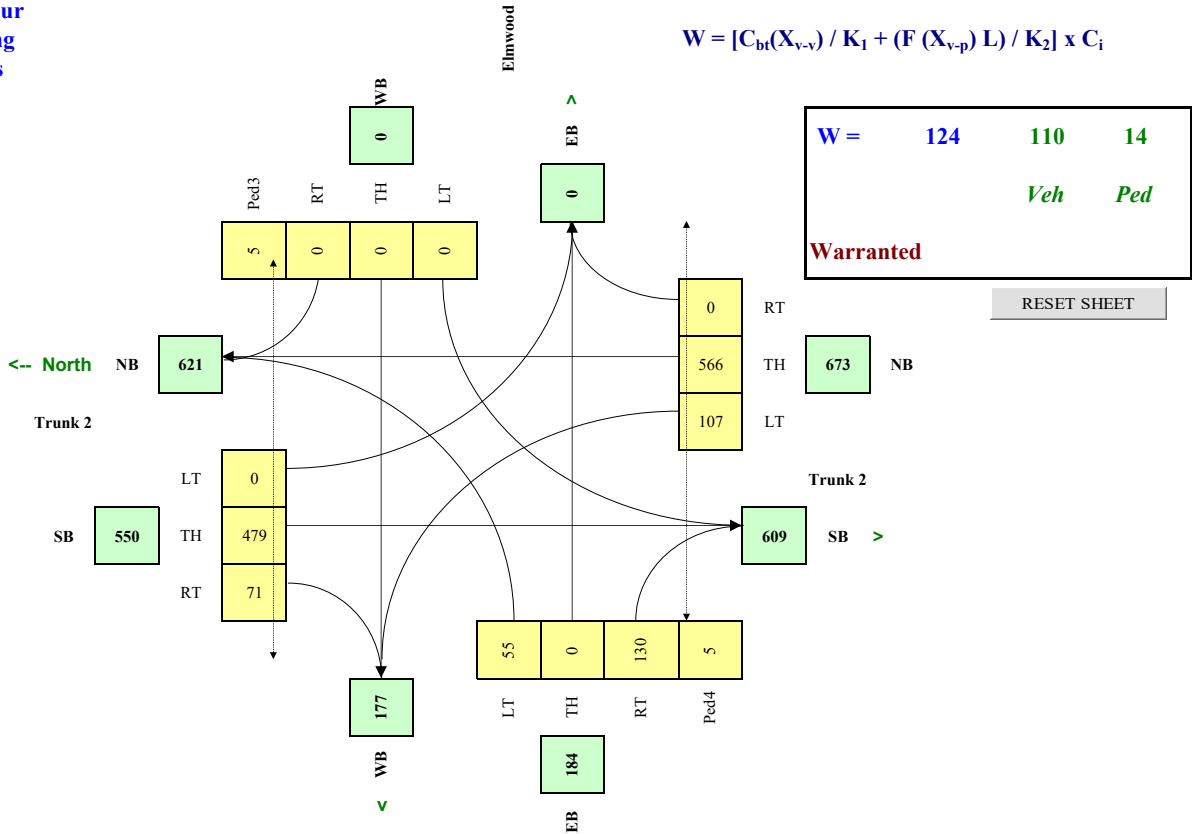 ur
ng
s
Elmwood
W = [Cbt(Xv-v) / K1 + (F (Xv-p) L) / K2] x Ci
WB
0
^
EB
0
W = 124 110 14
Veh Ped
Warranted
RESET SHEET
Ped3 RT TH LT
5 0 0 0
0 RT
<-- North NB 621
566 TH 673 NB
107 LT
Trunk 2
LT 0
Trunk 2
SB 550 TH 479
609 SB >
RT 71
55 0 130 5
LT TH RT Ped4
177
WB
v
184
EB